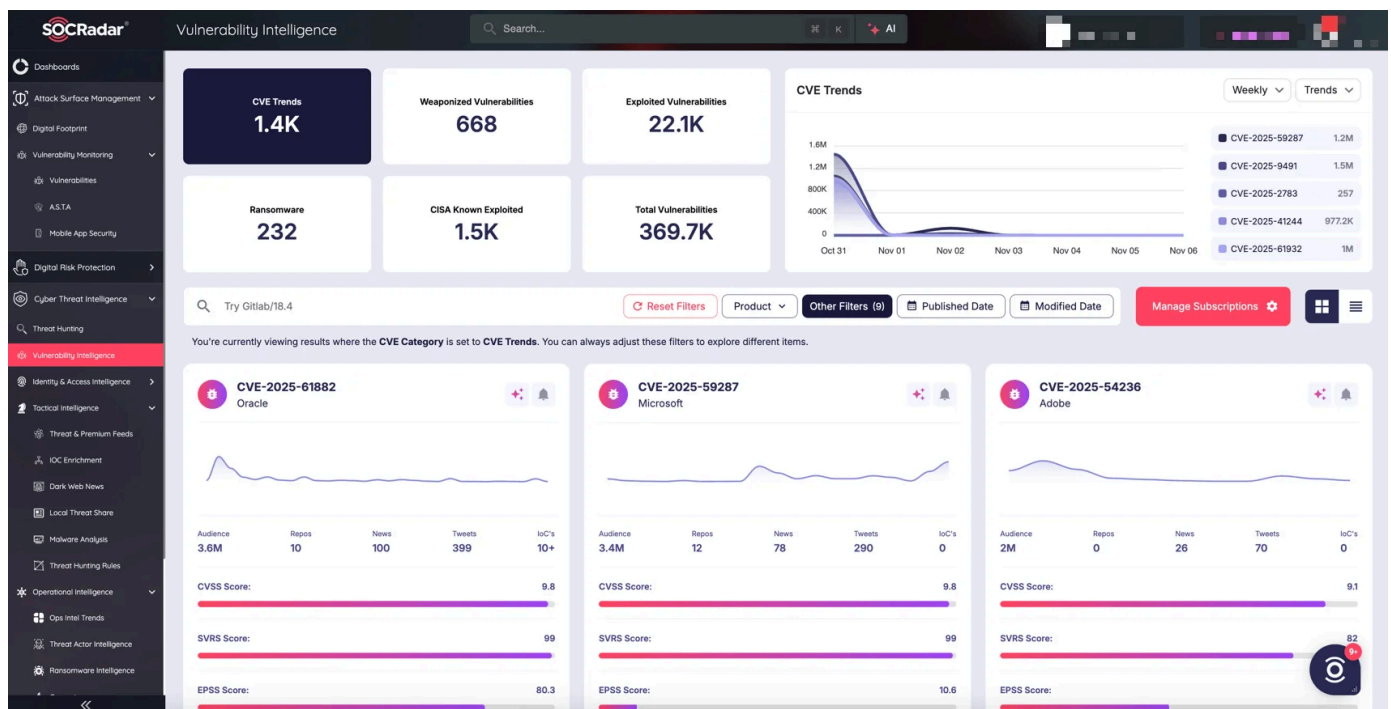 SOCRadar®
Vulnerability Intelligence
Search...
⌘ K
AI
Dashboards
Attack Surface Management
Digital Footprint
Vulnerability Monitoring
Vulnerabilities
A.S.T.A
Mobile App Security
Digital Risk Protection
Cyber Threat Intelligence
Threat Hunting
Vulnerability Intelligence
Identity & Access Intelligence
Tactical Intelligence
Threat & Premium Feeds
IOC Enrichment
Dark Web News
Local Threat Share
Malware Analysis
Threat Hunting Rules
Operational Intelligence
Ops Intel Trends
Threat Actor Intelligence
Ransomware Intelligence
CVE Trends
1.4K
Weaponized Vulnerabilities
668
Exploited Vulnerabilities
22.1K
Ransomware
232
CISA Known Exploited
1.5K
Total Vulnerabilities
369.7K
CVE Trends
Weekly
Trends
1.6M
1.2M
800K
400K
0
Oct 31 Nov 01 Nov 02 Nov 03 Nov 04 Nov 05 Nov 06
CVE-2025-59287 1.2M
CVE-2025-9491 1.5M
CVE-2025-2783 257
CVE-2025-41244 977.2K
CVE-2025-61932 1M
Try Gitlab/18.4
Reset Filters
Product
Other Filters (9)
Published Date
Modified Date
Manage Subscriptions
You're currently viewing results where the CVE Category is set to CVE Trends. You can always adjust these filters to explore different items.
CVE-2025-61882
Oracle
Audience Repos News Tweets IoC's
3.6M 10 100 399 10+
CVSS Score: 9.8
SVRS Score: 99
EPSS Score: 80.3
CVE-2025-59287
Microsoft
Audience Repos News Tweets IoC's
3.4M 12 78 290 0
CVSS Score: 9.8
SVRS Score: 99
EPSS Score: 10.6
CVE-2025-54236
Adobe
Audience Repos News Tweets IoC's
2M 0 26 70 0
CVSS Score: 9.1
SVRS Score: 82
EPSS Score:
9+